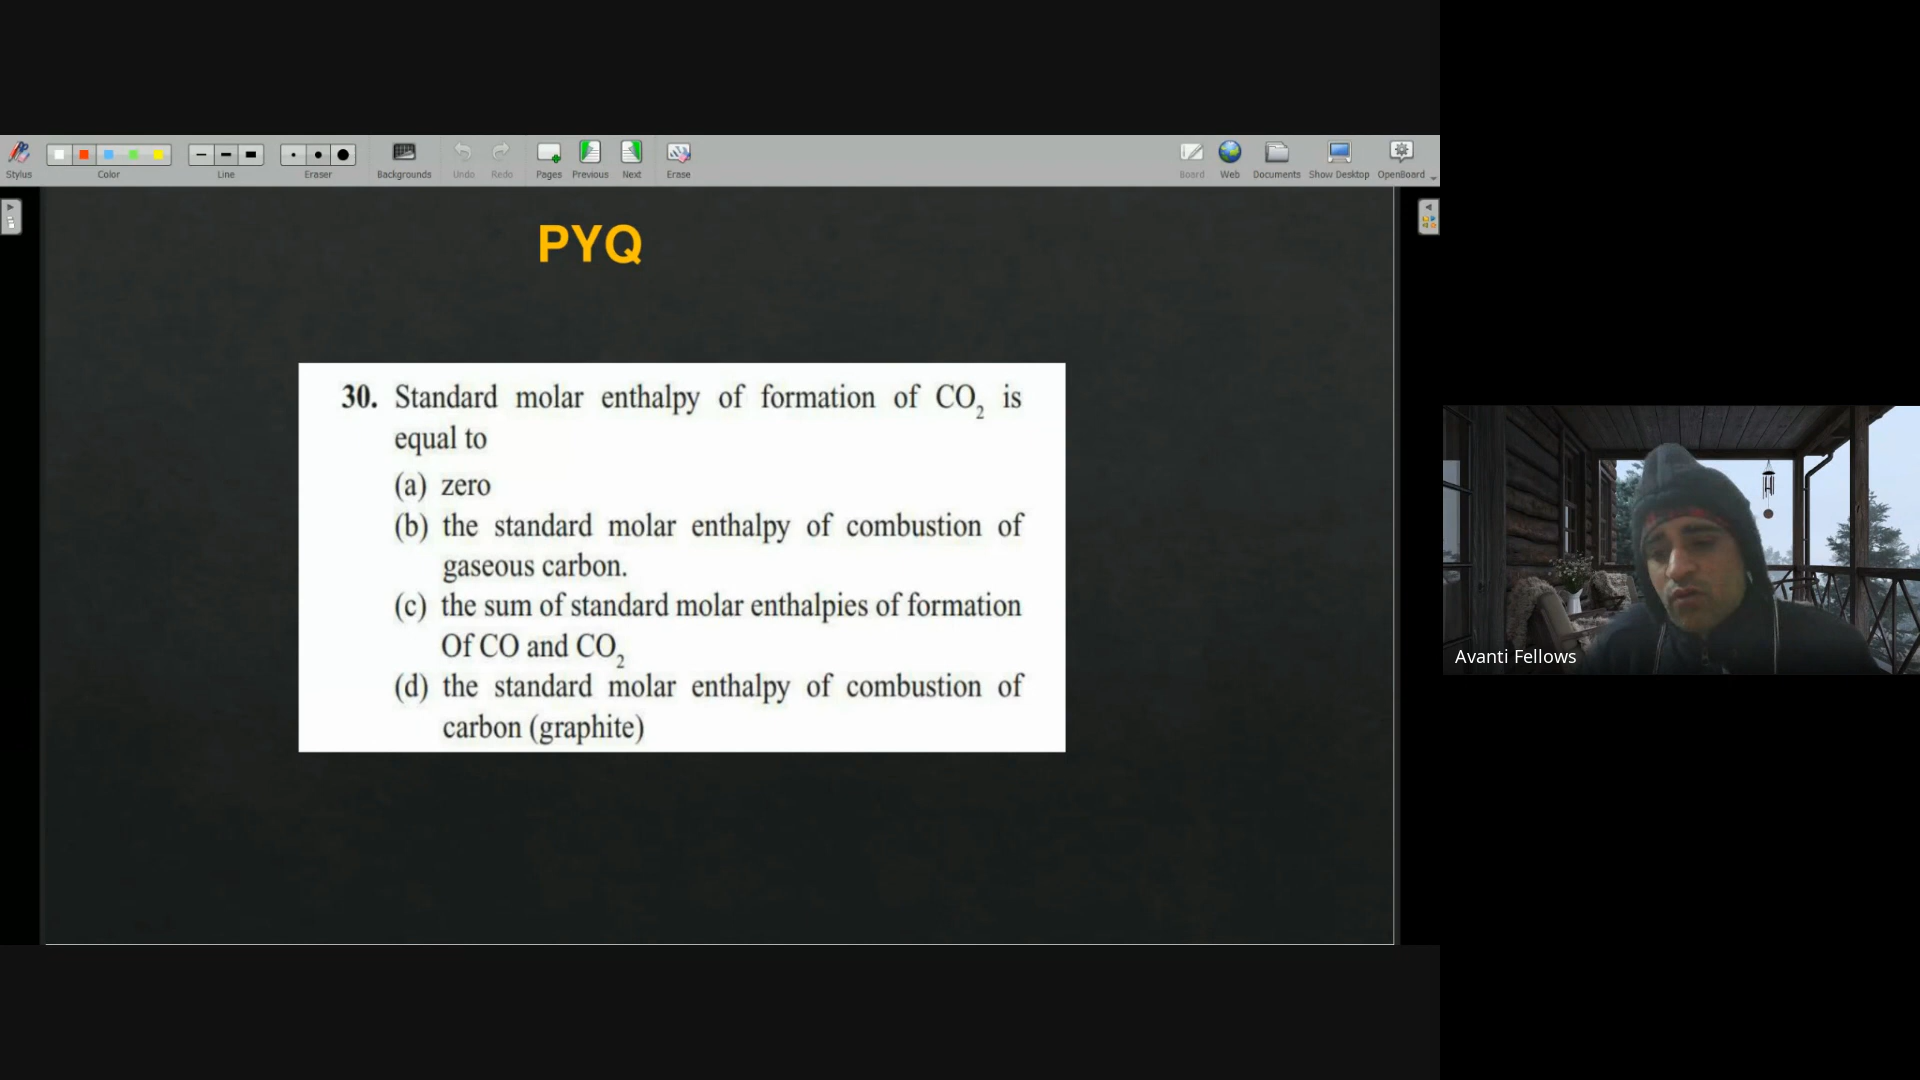 Stylus
Color
Line
Eraser
Backgrounds
Undo
Redo
Pages
Previous
Next
Erase
Board
Web
Documents
Show Desktop
OpenBoard
PYQ
30. Standard molar enthalpy of formation of CO₂ is
equal to
(a) zero
(b) the standard molar enthalpy of combustion of
gaseous carbon.
(c) the sum of standard molar enthalpies of formation
Of CO and CO₂
(d) the standard molar enthalpy of combustion of
carbon (graphite)
Avanti Fellows